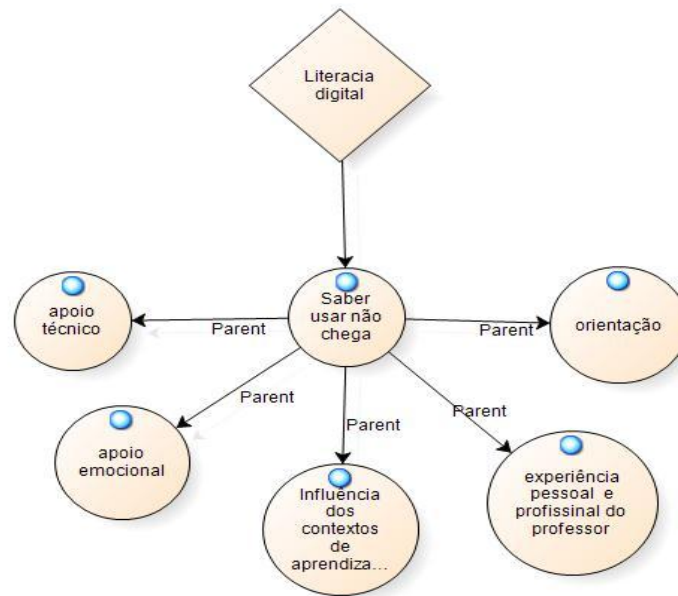 Literacia
digital
Saber
usar não
chega
apoio
técnico
Parent
Parent
orientação
Parent
Parent
Parent
apoio
emocional
Influência
dos
contextos
de
aprendiza...
experiência
pessoal e
profissinal do
professor